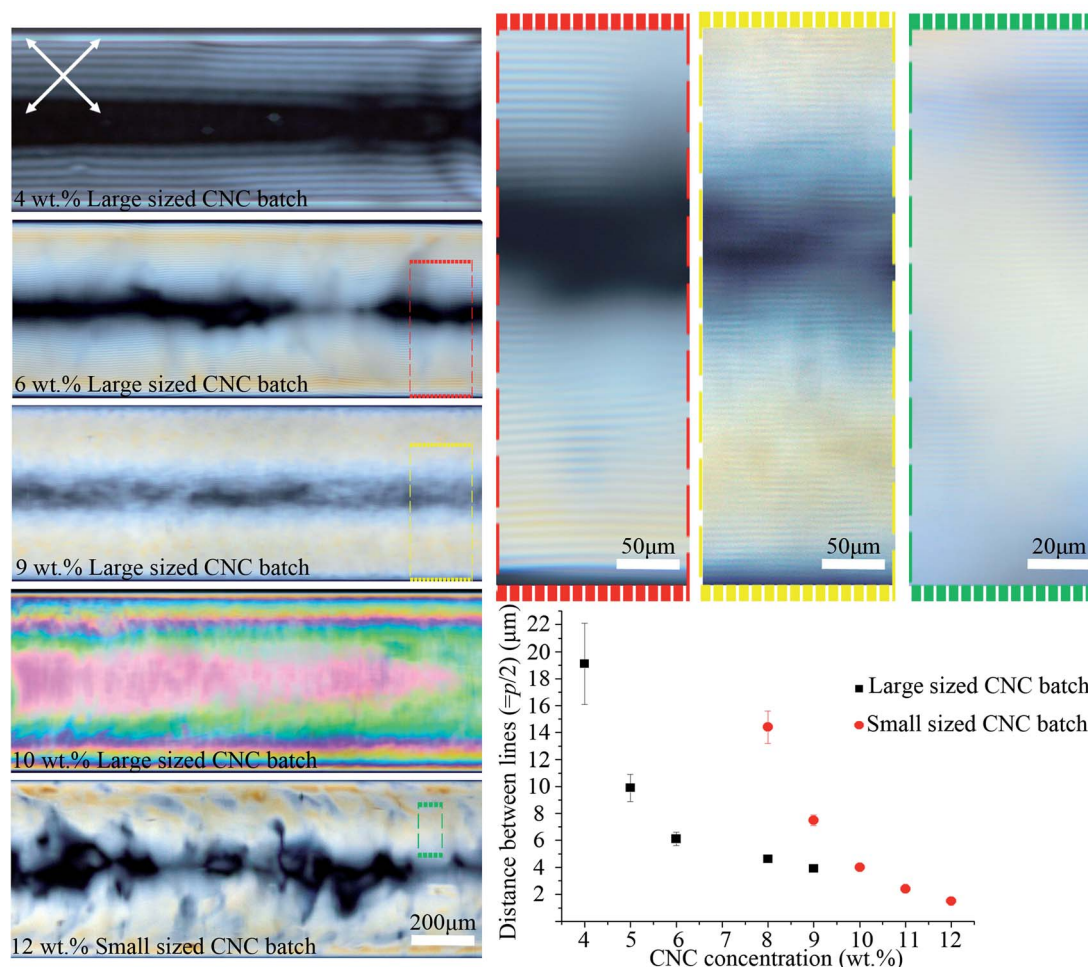 4 wt.% Large sized CNC batch
6 wt.% Large sized CNC batch
9 wt.% Large sized CNC batch
10 wt.% Large sized CNC batch
12 wt.% Small sized CNC batch
200μm
50μm
50μm
20μm
Distance between lines (=p/2) (μm)
22
20
18
16
14
12
10
8
6
4
2
Large sized CNC batch
Small sized CNC batch
4 5 6 7 8 9 10 11 12
CNC concentration (wt.%)